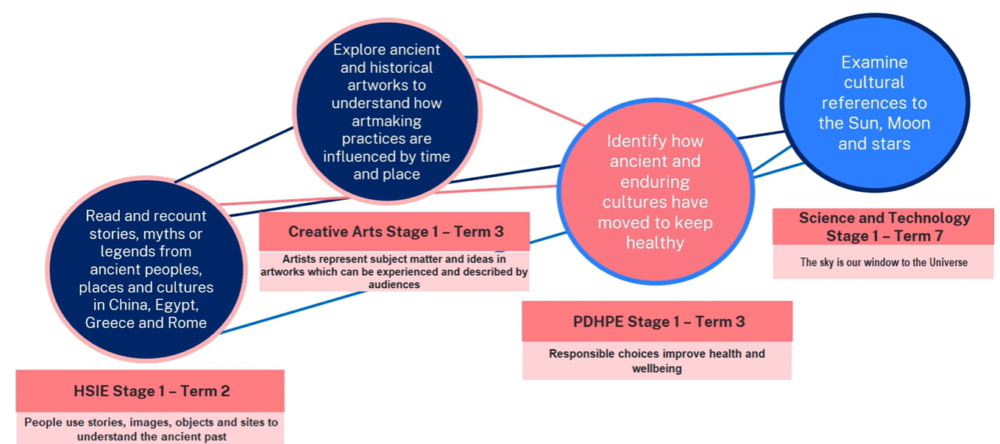 Explore ancient
and historical
artworks to
understand how
artmaking
practices are
influenced by time
and place
Examine
cultural
references to
the Sun, Moon
and stars
Identify how
ancient and
enduring
cultures have
moved to keep
healthy
Read and recount
stories, myths or
legends from
ancient peoples,
places and cultures
in China, Egypt,
Greece and Rome
Creative Arts Stage 1 – Term 3
Artists represent subject matter and ideas in
artworks which can be experienced and described by
audiences
Science and Technology
Stage 1 – Term 7
The sky is our window to the Universe
PDHPE Stage 1 – Term 3
Responsible choices improve health and
wellbeing
HSIE Stage 1 – Term 2
People use stories, images, objects and sites to
understand the ancient past